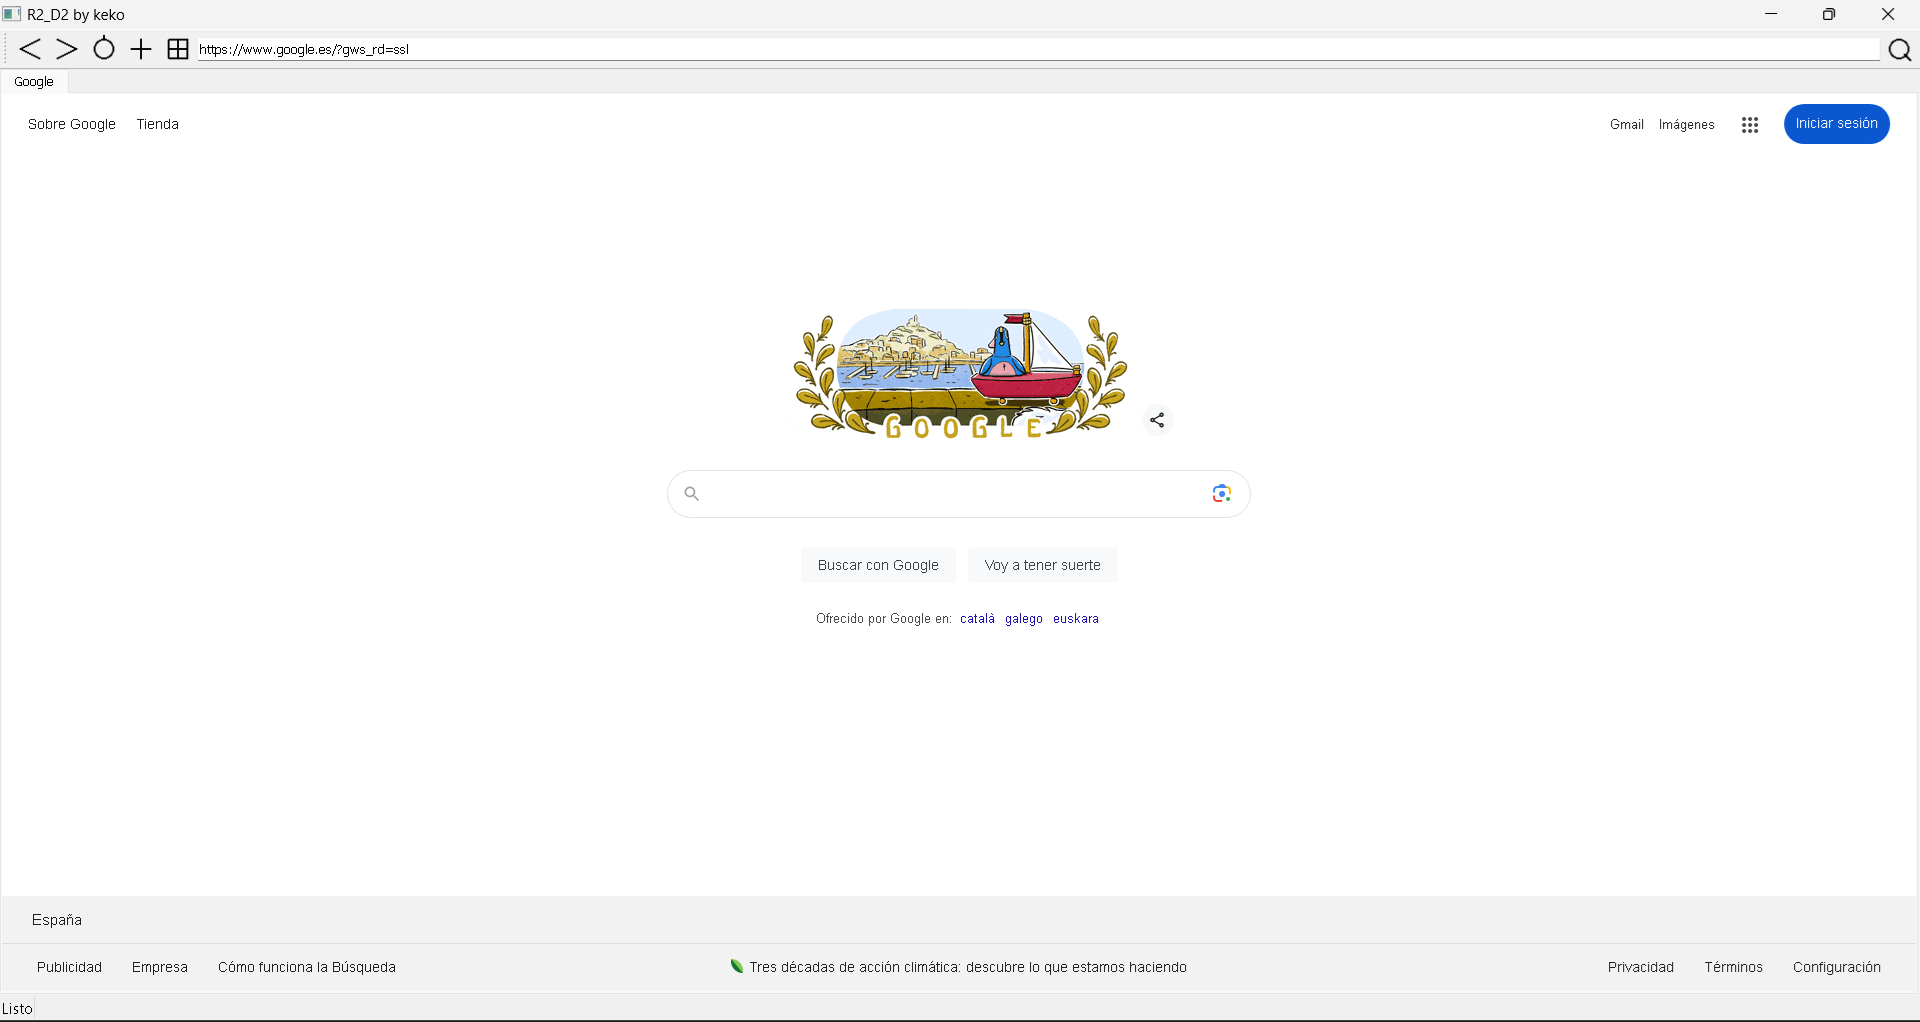 R2_D2 by keko
https://www.google.es/?gws_rd=ssl
Google
Sobre Google Tienda Gmail Imágenes Iniciar sesión
GOOGLE
Buscar con Google Voy a tener suerte
Ofrecido por Google en: català galego euskara
España
Publicidad Empresa Cómo funciona la Búsqueda Tres décadas de acción climática: descubre lo que estamos haciendo Privacidad Términos Configuración
Listo